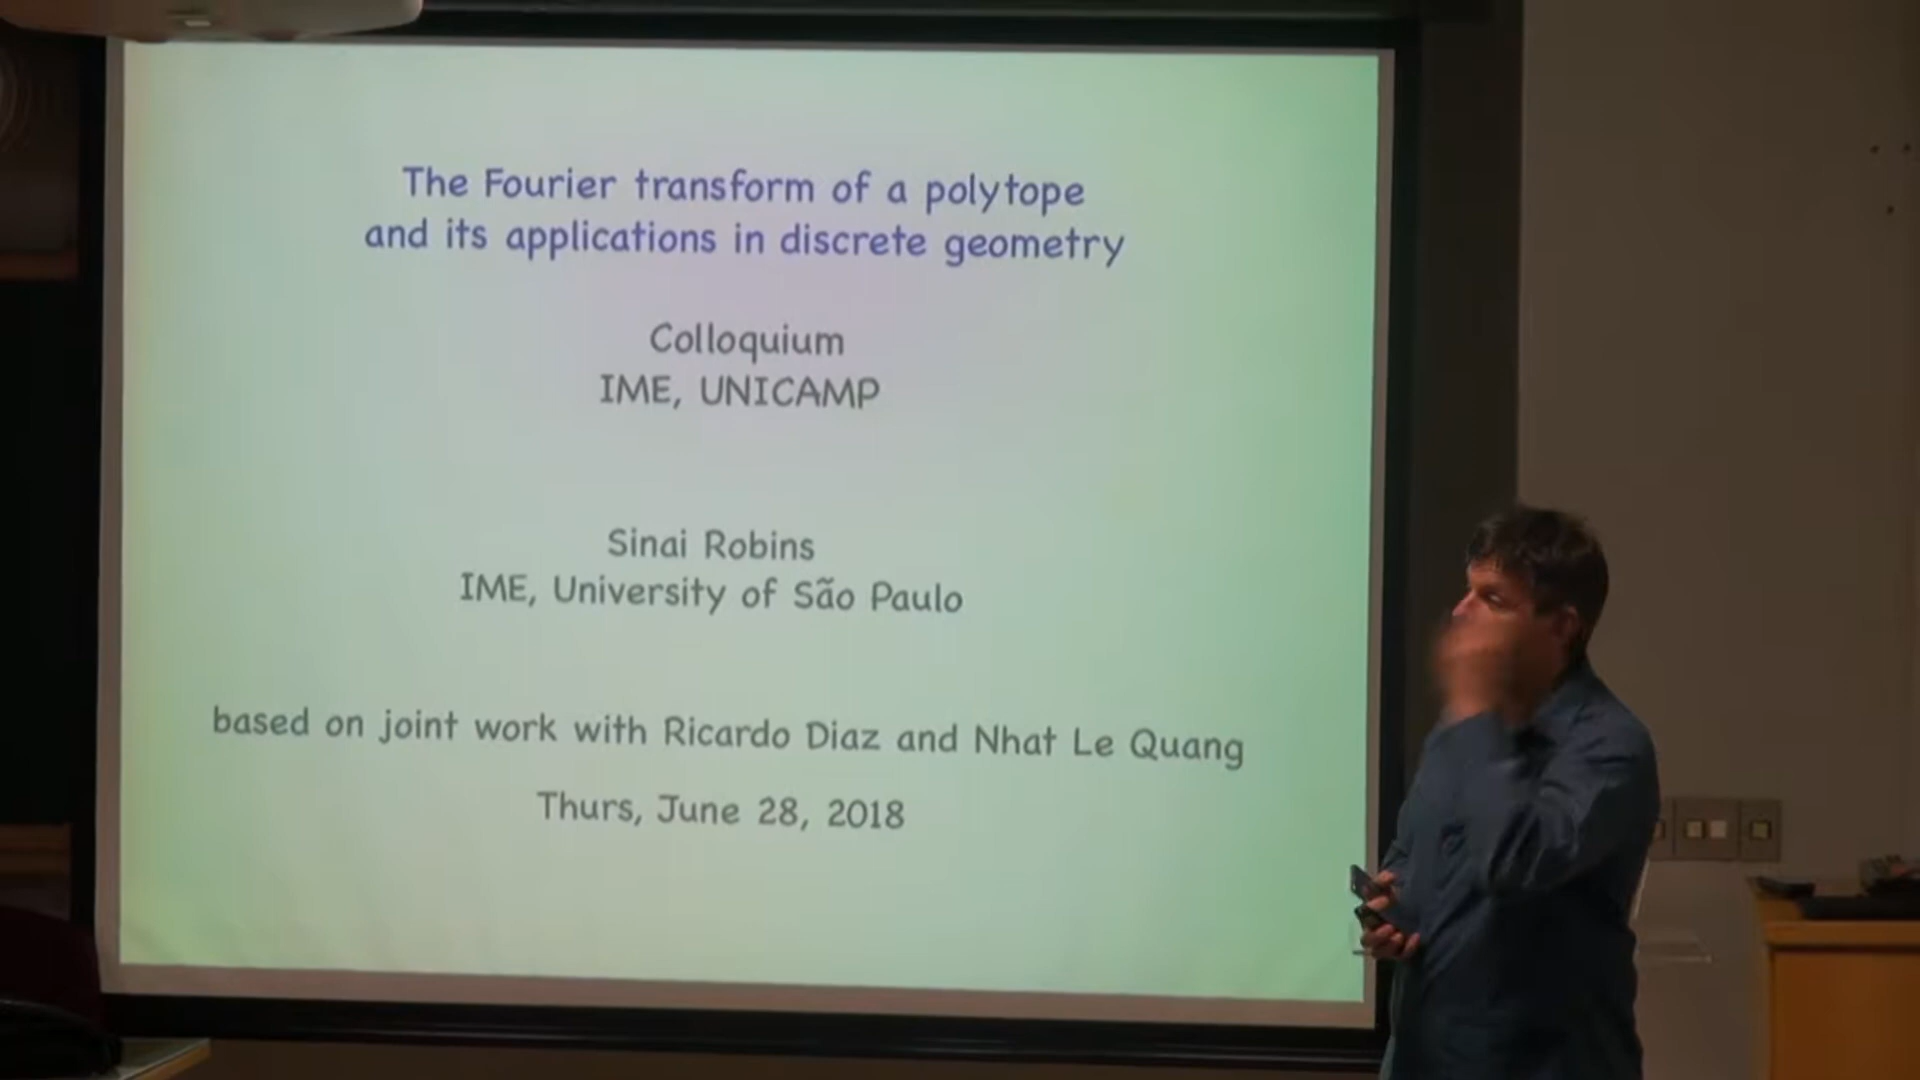 The Fourier transform of a polytope
and its applications in discrete geometry
Colloquium
IME, UNICAMP
Sinai Robins
IME, University of São Paulo
based on joint work with Ricardo Diaz and Nhat Le Quang
Thurs, June 28, 2018